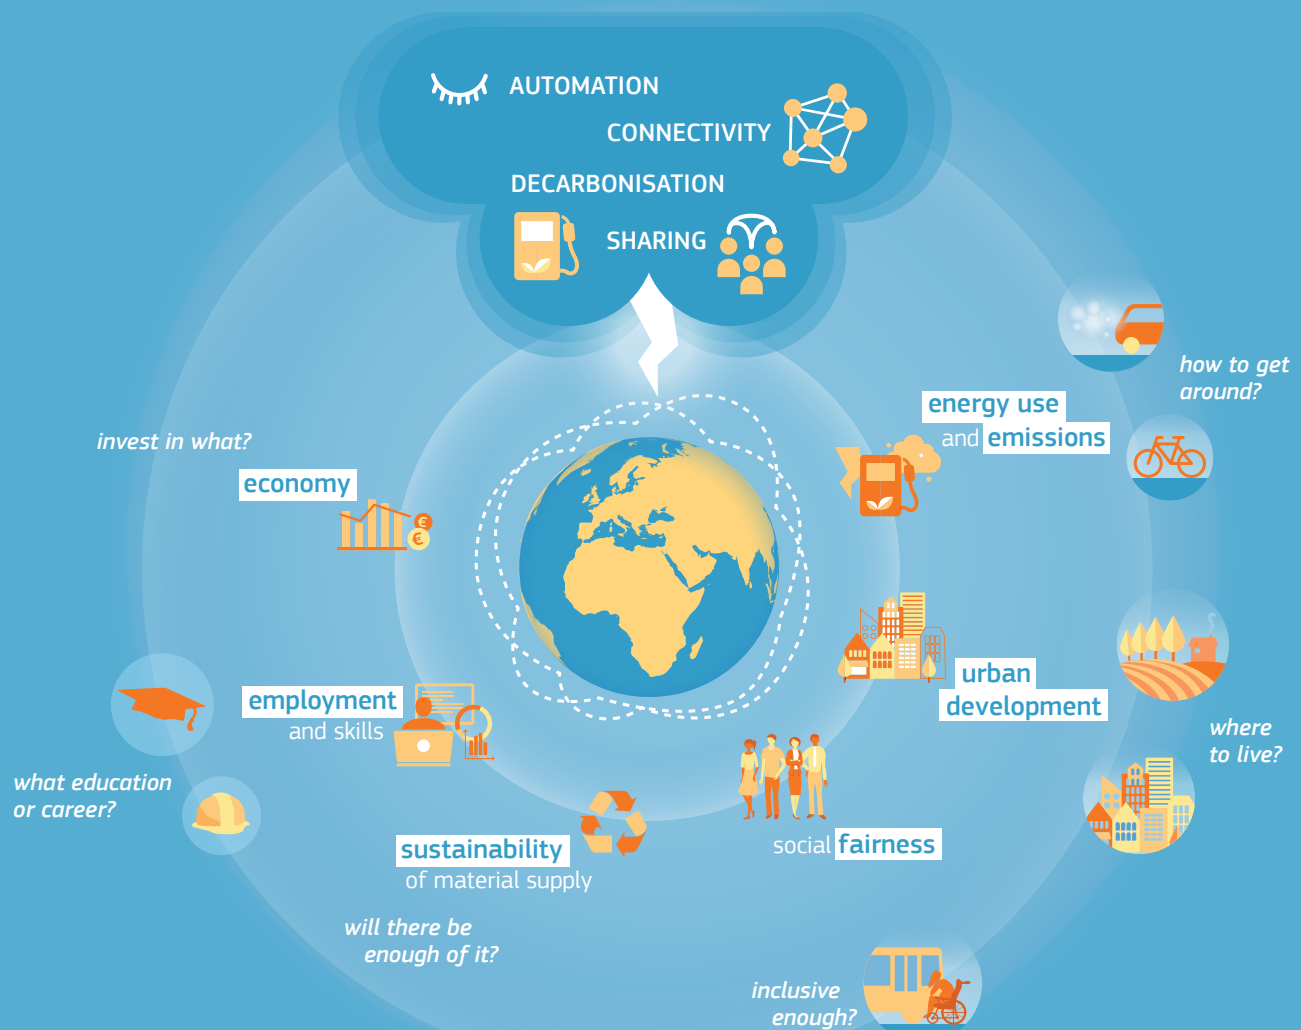 AUTOMATION
CONNECTIVITY
DECARBONISATION
SHARING
how to get
around?
energy use
and emissions
invest in what?
economy
€
€
urban
development
where
to live?
employment
and skills
what education
or career?
social fairness
sustainability
of material supply
will there be
enough of it?
inclusive
enough?